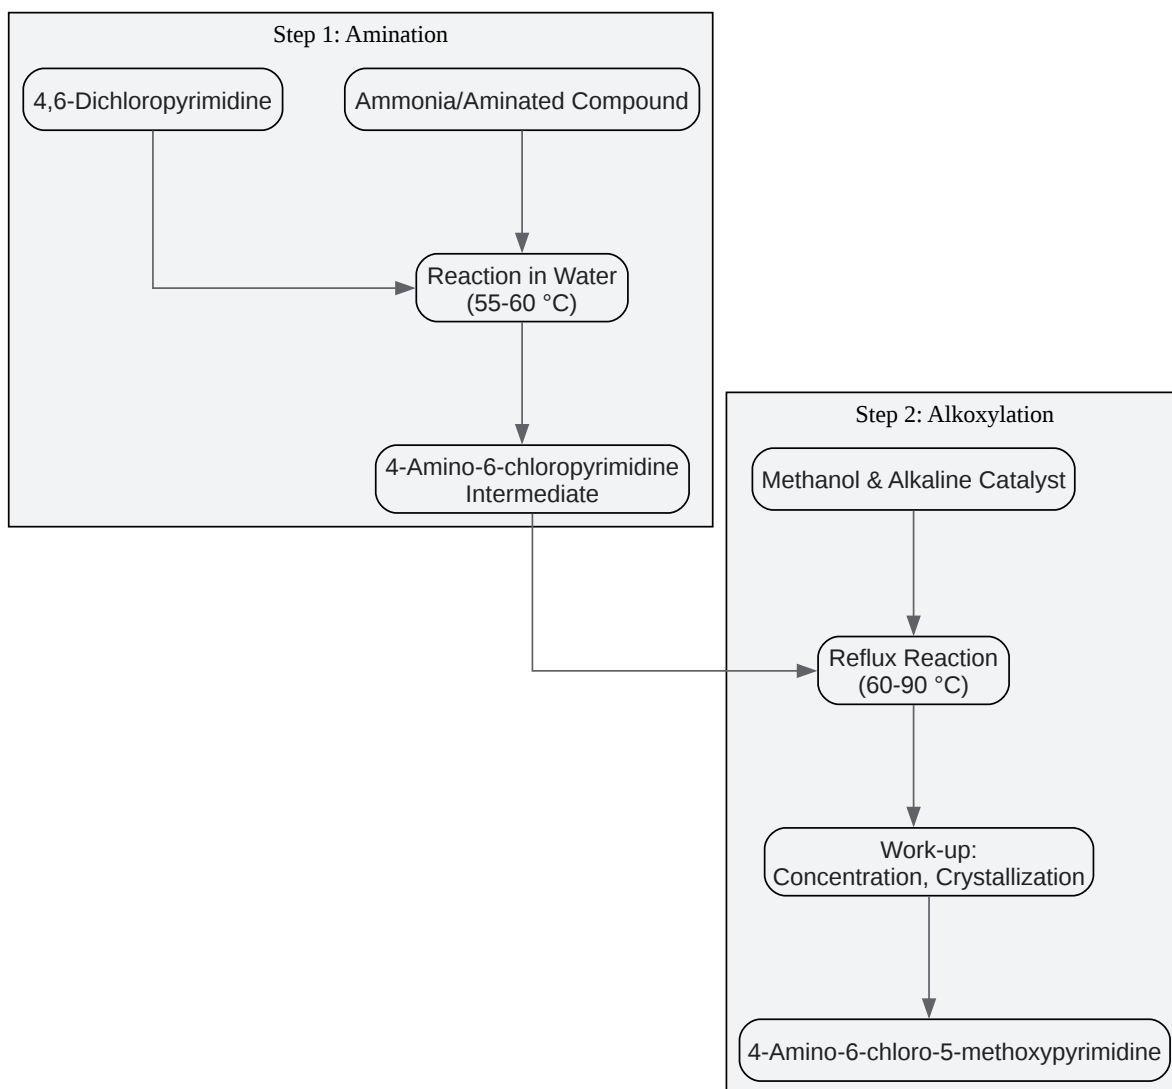 Step 1: Amination
4,6-Dichloropyrimidine
Ammonia/Aminated Compound
Reaction in Water
(55-60 °C)
4-Amino-6-chloropyrimidine
Intermediate
Step 2: Alkoxylation
Methanol & Alkaline Catalyst
Reflux Reaction
(60-90 °C)
Work-up:
Concentration, Crystallization
4-Amino-6-chloro-5-methoxypyrimidine